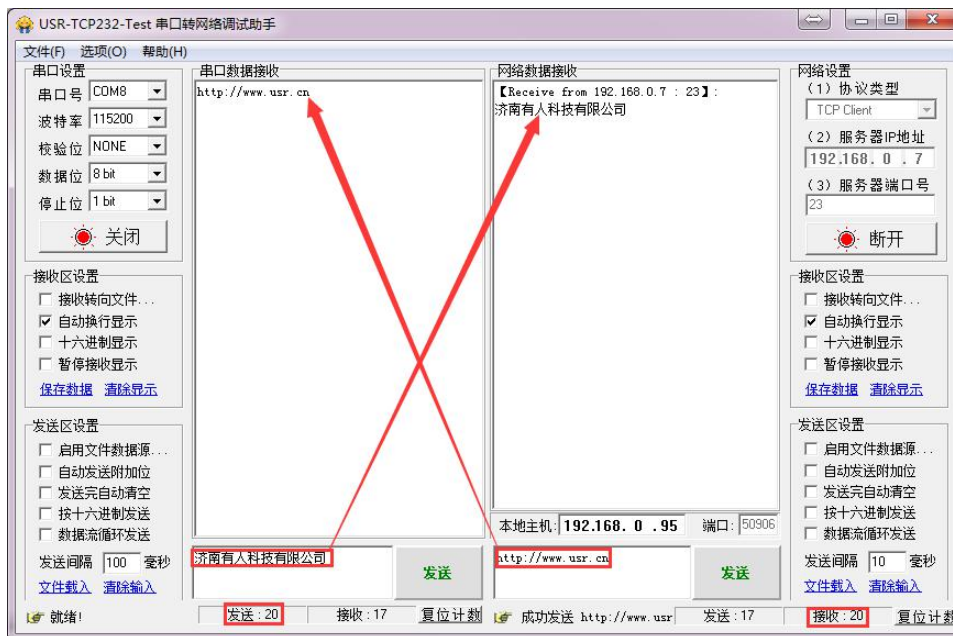 USR-TCP232-Test 串口转网络调试助手
文件(F) 选项(O) 帮助(H)
串口设置
串口号 COM8
波特率 115200
校验位 NONE
数据位 8 bit
停止位 1 bit
关闭
接收区设置
接收转向文件...
自动换行显示
十六进制显示
暂停接收显示
保存数据 清除显示
发送区设置
启用文件数据源...
自动发送附加位
发送完自动清空
按十六进制发送
数据流循环发送
发送间隔 100 毫秒
文件载入 清除输入
就绪!
串口数据接收
http://www.usr.cn
济南有人科技有限公司
发送
发送:20 接收:17 复位计数
网络数据接收
【Receive from 192.168.0.7 : 23】:
济南有人科技有限公司
本地主机: 192.168. 0 .95 端口: 50906
http://www.usr.cn
发送
成功发送 http://www.usr 发送:17 接收:20 复位计数
网络设置
(1) 协议类型
TCP Client
(2) 服务器IP地址
192.168. 0 . 7
(3) 服务器端口号
23
断开
接收区设置
接收转向文件...
自动换行显示
十六进制显示
暂停接收显示
保存数据 清除显示
发送区设置
启用文件数据源...
自动发送附加位
发送完自动清空
按十六进制发送
数据流循环发送
发送间隔 10 毫秒
文件载入 清除输入